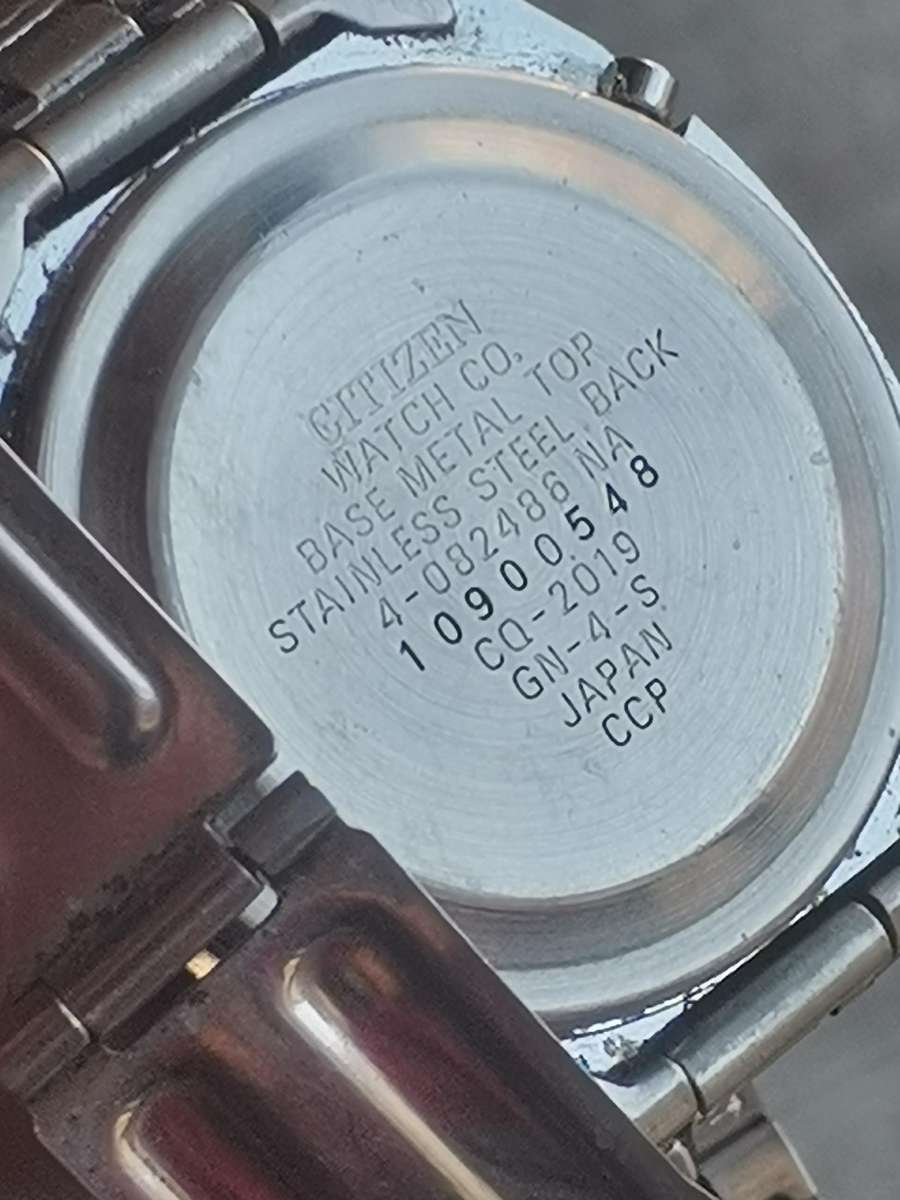 CITIZEN
WATCH CO.
BASE METAL TOP
STAINLESS STEEL BACK
4-082486 NA
10900548
CQ-2019
GN-4-S
JAPAN
CCP